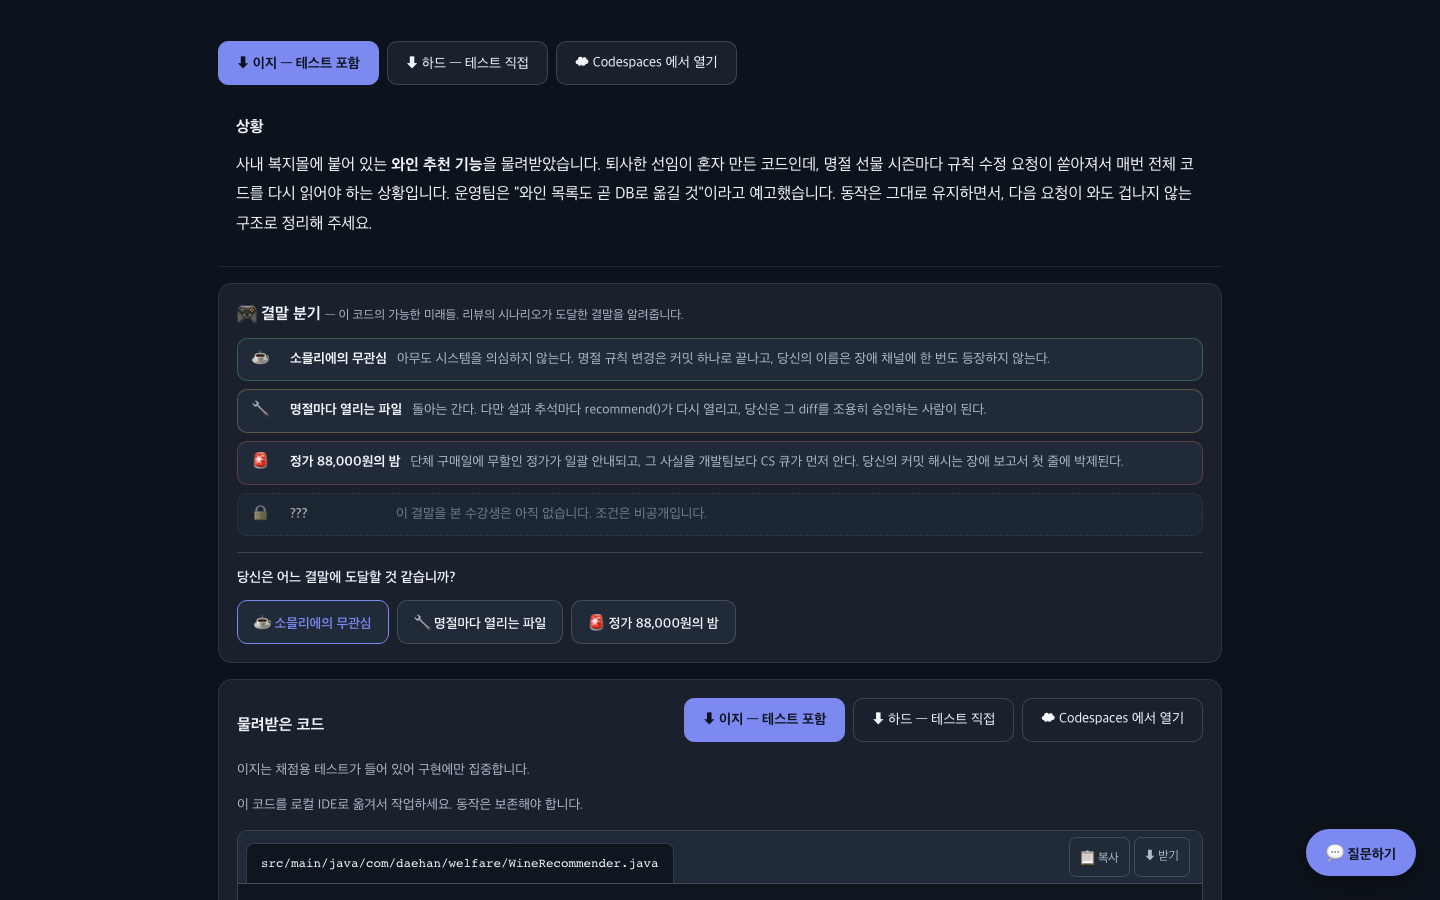 ⬇ 이지 — 테스트 포함
⬇ 하드 — 테스트 직접
☁ Codespaces 에서 열기
상황
사내 복지몰에 붙어 있는 와인 추천 기능을 물려받았습니다. 퇴사한 선임이 혼자 만든 코드인데, 명절 선물 시즌마다 규칙 수정 요청이 쏟아져서 매번 전체 코
드를 다시 읽어야 하는 상황입니다. 운영팀은 "와인 목록도 곧 DB로 옮길 것"이라고 예고했습니다. 동작은 그대로 유지하면서, 다음 요청이 와도 겁나지 않는
구조로 정리해 주세요.
🎮 결말 분기 — 이 코드의 가능한 미래들. 리뷰의 시나리오가 도달한 결말을 알려줍니다.
☕ 소믈리에의 무관심 아무도 시스템을 의심하지 않는다. 명절 규칙 변경은 커밋 하나로 끝나고, 당신의 이름은 장애 채널에 한 번도 등장하지 않는다.
🔧 명절마다 열리는 파일 돌아는 간다. 다만 설과 추석마다 recommend()가 다시 열리고, 당신은 그 diff를 조용히 승인하는 사람이 된다.
🚨 정가 88,000원의 밤 단체 구매일에 무할인 정가가 일괄 안내되고, 그 사실을 개발팀보다 CS 큐가 먼저 안다. 당신의 커밋 해시는 장애 보고서 첫 줄에 박제된다.
🔒 ??? 이 결말을 본 수강생은 아직 없습니다. 조건은 비공개입니다.
당신은 어느 결말에 도달할 것 같습니까?
☕ 소믈리에의 무관심
🔧 명절마다 열리는 파일
🚨 정가 88,000원의 밤
물려받은 코드
⬇ 이지 — 테스트 포함
⬇ 하드 — 테스트 직접
☁ Codespaces 에서 열기
이지는 채점용 테스트가 들어 있어 구현에만 집중합니다.
이 코드를 로컬 IDE로 옮겨서 작업하세요. 동작은 보존해야 합니다.
src/main/java/com/daehan/welfare/WineRecommender.java
📋 복사
⬇ 받기
💬 질문하기